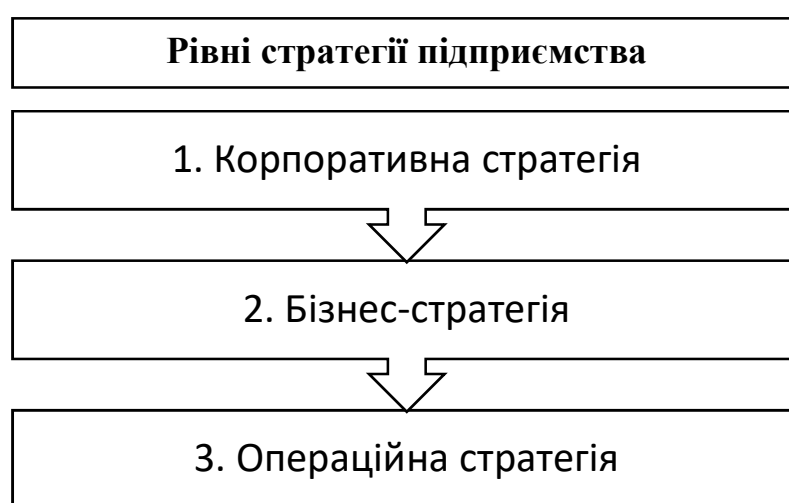 Рівні стратегії підприємства
1. Корпоративна стратегія
2. Бізнес-стратегія
3. Операційна стратегія